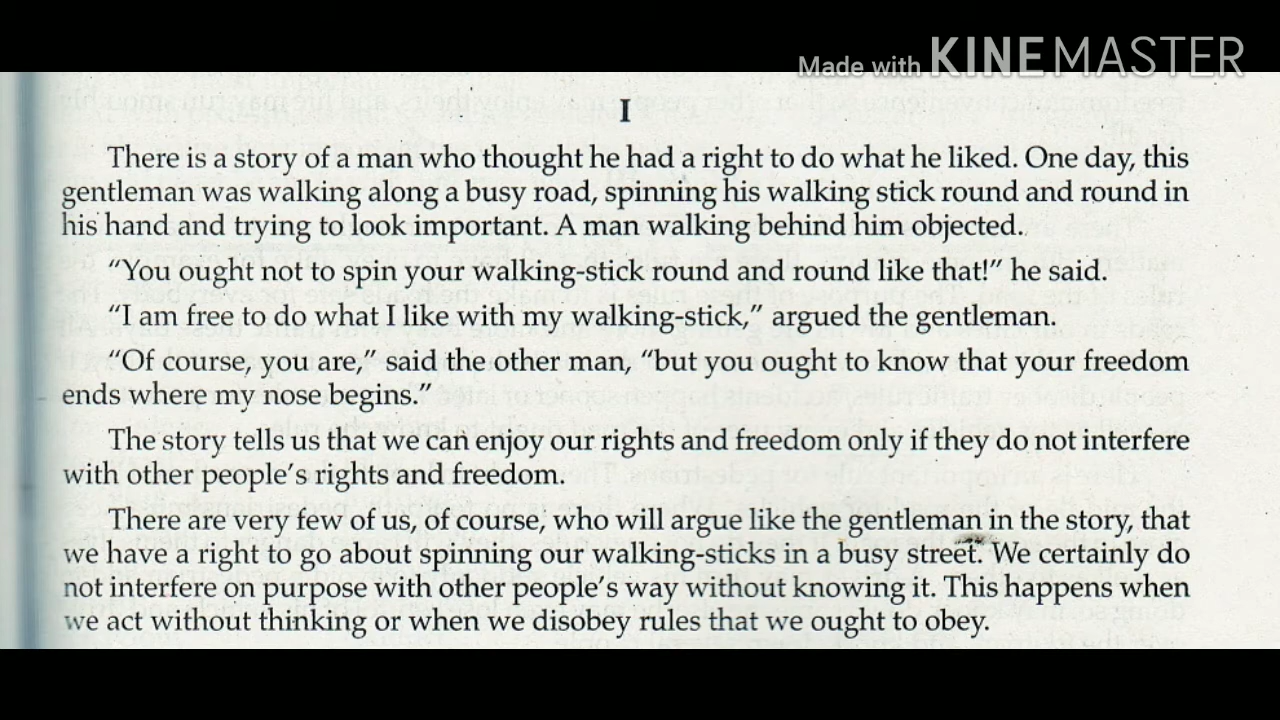 Made with KINEMASTER
I
There is a story of a man who thought he had a right to do what he liked. One day, this
gentleman was walking along a busy road, spinning his walking stick round and round in
his hand and trying to look important. A man walking behind him objected.
“You ought not to spin your walking-stick round and round like that!” he said.
“I am free to do what I like with my walking-stick,” argued the gentleman.
“Of course, you are,” said the other man, “but you ought to know that your freedom
ends where my nose begins.”
The story tells us that we can enjoy our rights and freedom only if they do not interfere
with other people’s rights and freedom.
There are very few of us, of course, who will argue like the gentleman in the story, that
we have a right to go about spinning our walking-sticks in a busy street. We certainly do
not interfere on purpose with other people’s way without knowing it. This happens when
we act without thinking or when we disobey rules that we ought to obey.